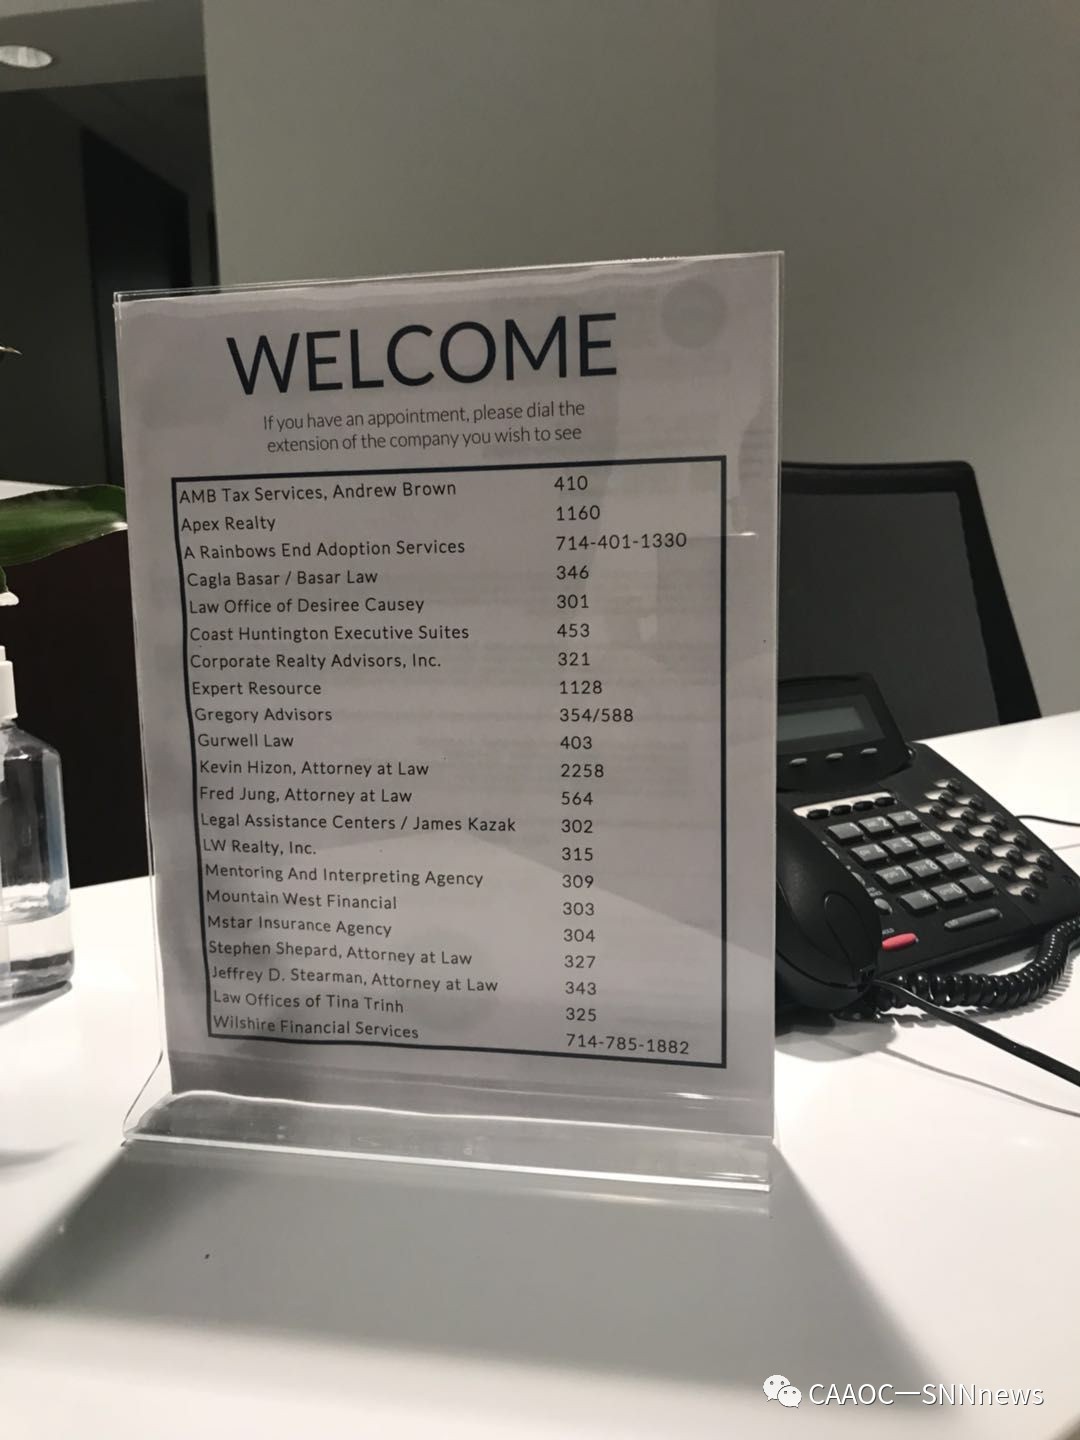 WELCOME
If you have an appointment, please dial the
extension of the company you wish to see
AMB Tax Services, Andrew Brown 410
Apex Realty 1160
A Rainbows End Adoption Services 714-401-1330
Cagla Basar / Basar Law 346
Law Office of Desiree Causey 301
Coast Huntington Executive Suites 453
Corporate Realty Advisors, Inc. 321
Expert Resource 1128
Gregory Advisors 354/588
Gurwell Law 403
Kevin Hizon, Attorney at Law 2258
Fred Jung, Attorney at Law 564
Legal Assistance Centers / James Kazak 302
LW Realty, Inc. 315
Mentoring And Interpreting Agency 309
Mountain West Financial 303
Mstar Insurance Agency 304
Stephen Shepard, Attorney at Law 327
Jeffrey D. Stearman, Attorney at Law 343
Law Offices of Tina Trinh 325
Wilshire Financial Services 714-785-1882
CAAOC一SNNnews